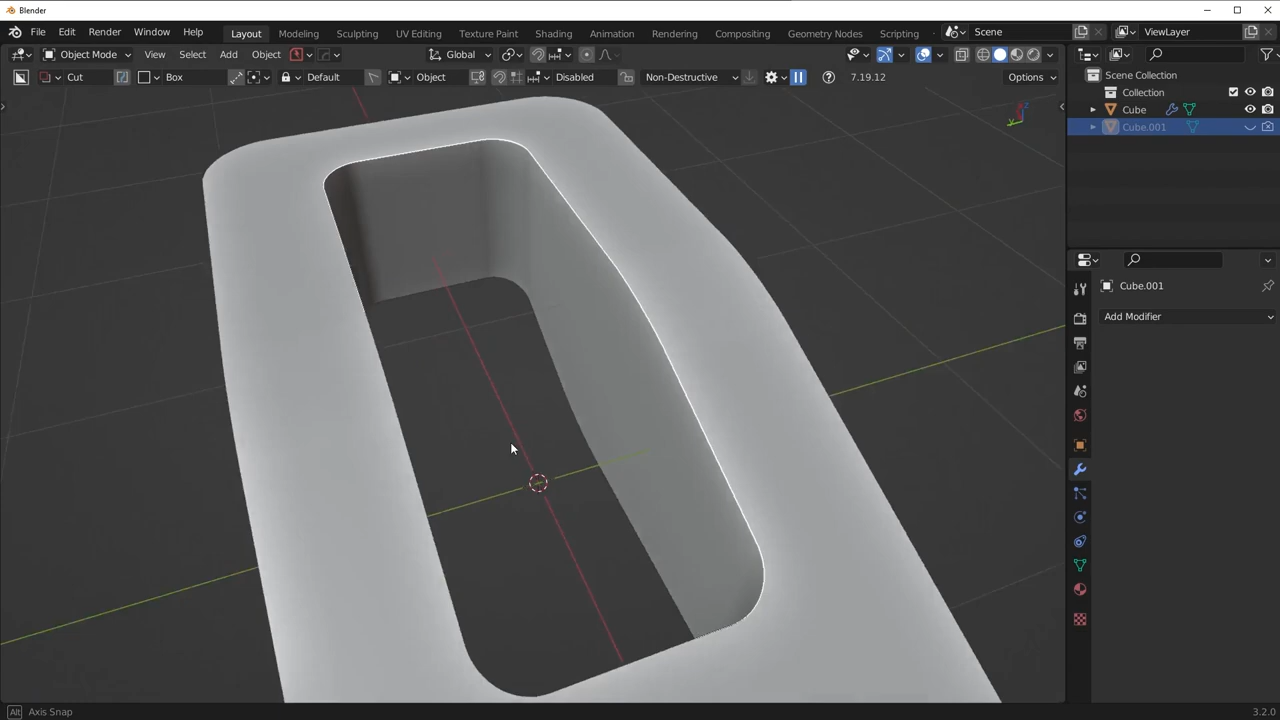 Blender
File Edit Render Window Help Layout Modeling Sculpting UV Editing Texture Paint Shading Animation Rendering Compositing Geometry Nodes Scripting Scene ViewLayer
Object Mode View Select Add Object Global
Cut Box Default Object Disabled Non-Destructive 7.19.12 Options
Scene Collection
Collection
Cube
Cube.001
Cube.001
Add Modifier
Alt Axis Snap 3.2.0